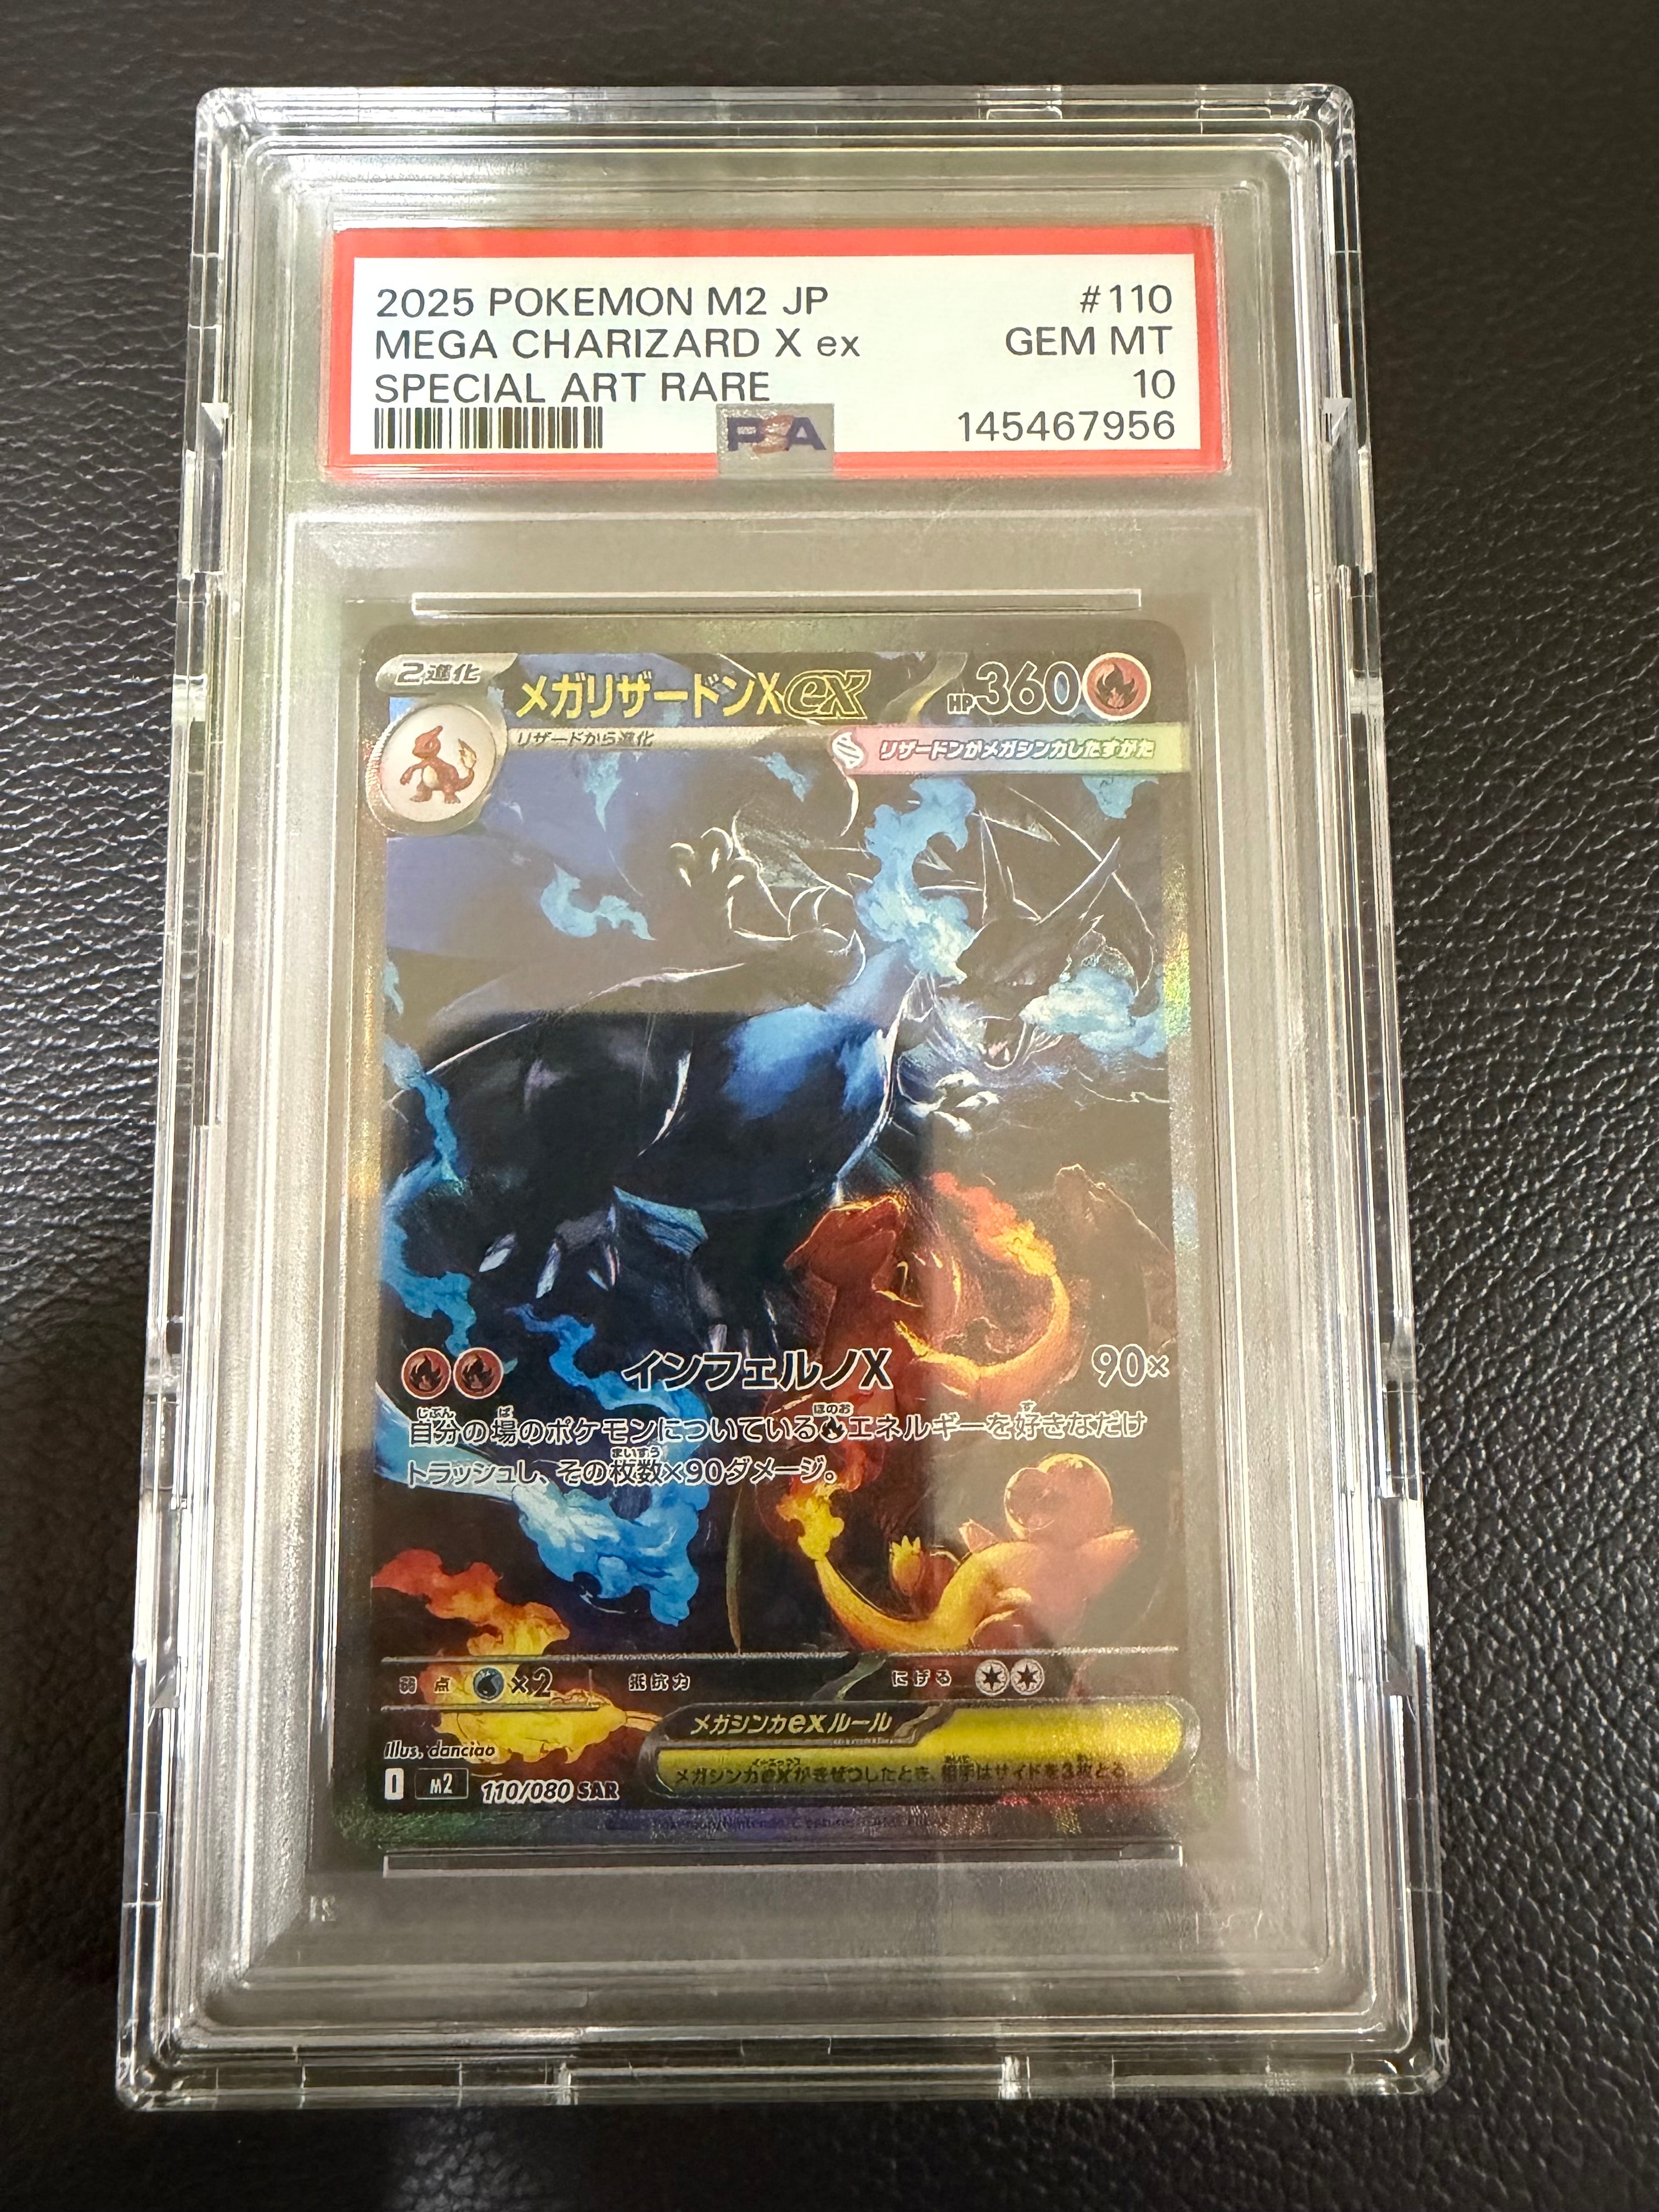 2025 POKEMON M2 JP #110
MEGA CHARIZARD X ex GEM MT
SPECIAL ART RARE 10
PSA 145467956
2進化 メガリザードンXex HP360
リザードから進化 リザードンがメガシンカしたすがた
インフェルノX 90×
自分の場のポケモンについているエネルギーを好きなだけ
トラッシュし、その枚数×90ダメージ。
弱点 ×2 抵抗力 にげる
メガシンカexルール
Illus. danciao
メガシンカexがきぜつしたとき、相手はサイドを3枚とる。
I m2 110/080 SAR